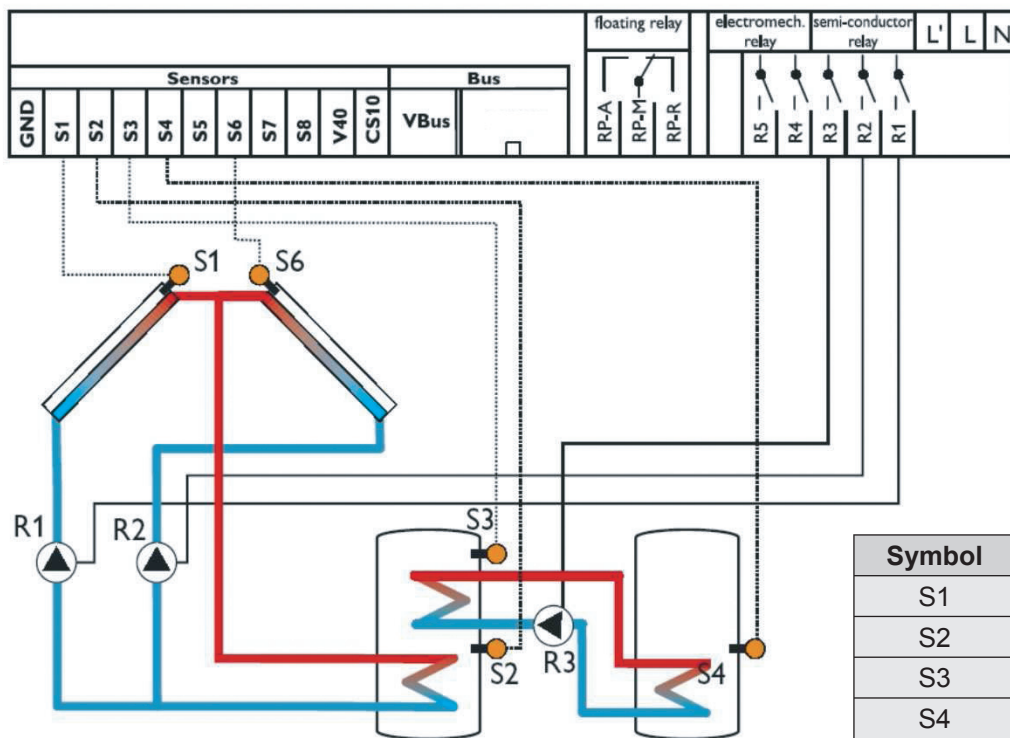 floating relay
electromech. relay
semi-conductor relay
L' L N
Sensors
Bus
GND S1 S2 S3 S4 S5 S6 S7 S8 V40 CS10
VBus
RP-A RP-M RP-R
R5 R4 R3 R2 R1
S1 S6
R1 R2
S3
S2 R3 S4
Symbol
S1
S2
S3
S4